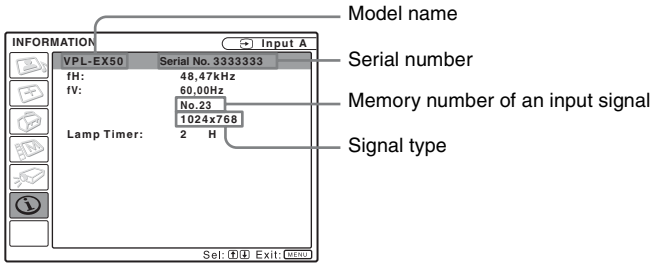 Model name
INFORMATION Input A
VPL-EX50 Serial No. 3333333
Serial number
fH: 48,47kHz
fV: 60,00Hz
No.23
Memory number of an input signal
1024x768
Lamp Timer: 2 H
Signal type
Sel: Exit: MENU